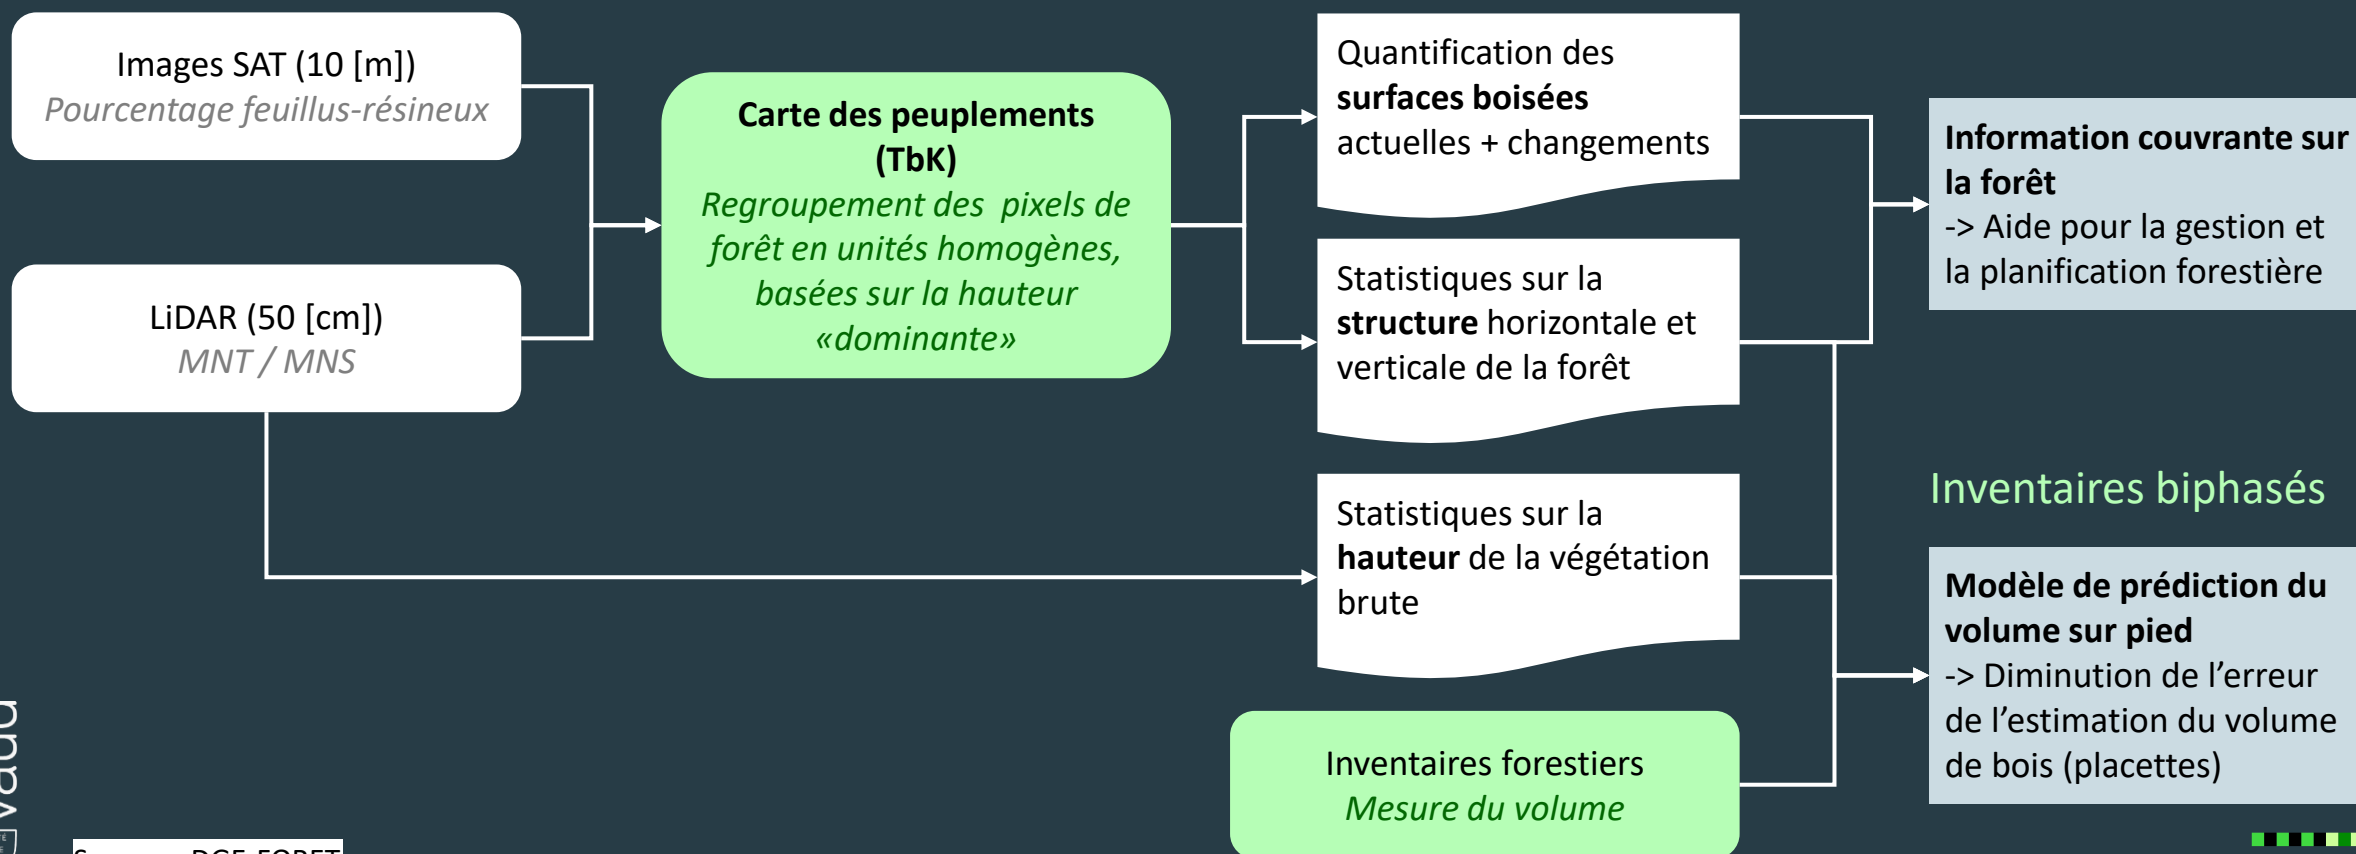 Images SAT (10 [m])
Pourcentage feuillus-résineux
LiDAR (50 [cm])
MNT / MNS
Carte des peuplements
(TbK)
Regroupement des pixels de
forêt en unités homogènes,
basées sur la hauteur
«dominante»
Quantification des
surfaces boisées
actuelles + changements
Statistiques sur la
structure horizontale et
verticale de la forêt
Statistiques sur la
hauteur de la végétation
brute
Inventaires forestiers
Mesure du volume
Information couvrante sur
la forêt
-> Aide pour la gestion et
la planification forestière
Inventaires biphasés
Modèle de prédiction du
volume sur pied
-> Diminution de l’erreur
de l’estimation du volume
de bois (placettes)
vaud